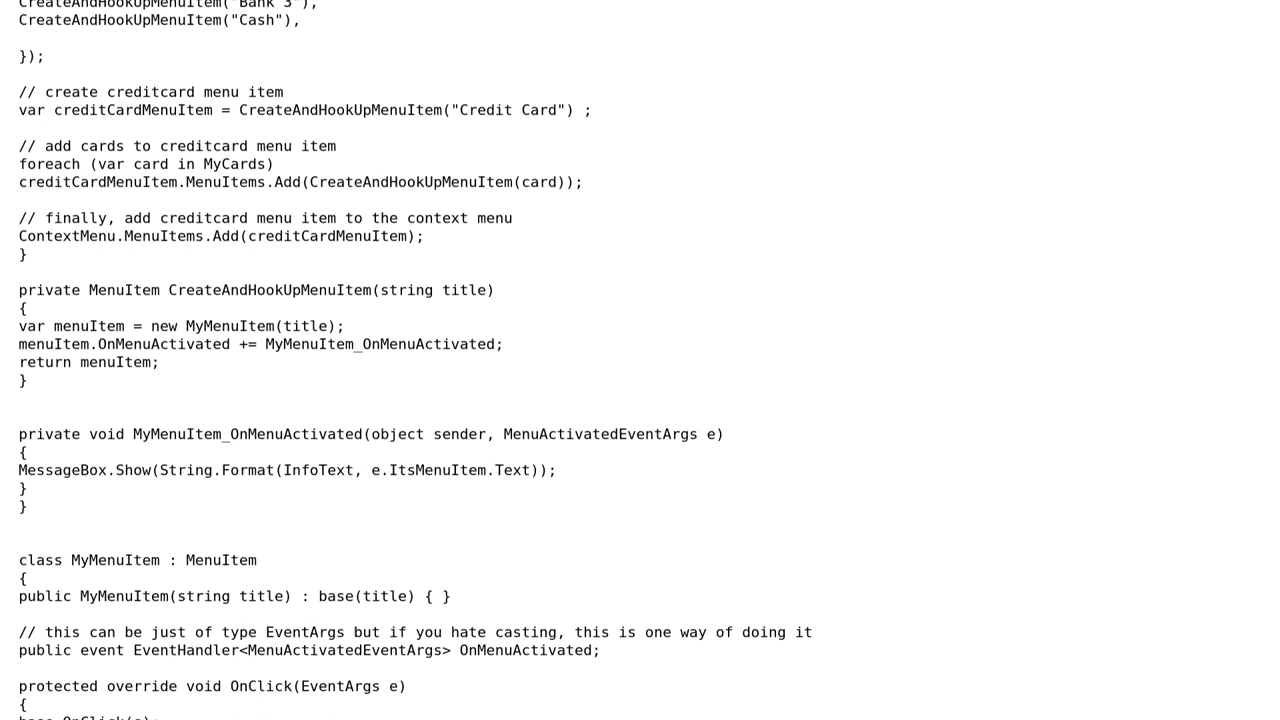 CreateAndHookUpMenuItem("Bank 3"),
CreateAndHookUpMenuItem("Cash"),
});
// create creditcard menu item
var creditCardMenuItem = CreateAndHookUpMenuItem("Credit Card") ;
// add cards to creditcard menu item
foreach (var card in MyCards)
creditCardMenuItem.MenuItems.Add(CreateAndHookUpMenuItem(card));
// finally, add creditcard menu item to the context menu
ContextMenu.MenuItems.Add(creditCardMenuItem);
}
private MenuItem CreateAndHookUpMenuItem(string title)
{
var menuItem = new MyMenuItem(title);
menuItem.OnMenuActivated += MyMenuItem_OnMenuActivated;
return menuItem;
}
private void MyMenuItem_OnMenuActivated(object sender, MenuActivatedEventArgs e)
{
MessageBox.Show(String.Format(InfoText, e.ItsMenuItem.Text));
}
}
class MyMenuItem : MenuItem
{
public MyMenuItem(string title) : base(title) { }
// this can be just of type EventArgs but if you hate casting, this is one way of doing it
public event EventHandler<MenuActivatedEventArgs> OnMenuActivated;
protected override void OnClick(EventArgs e)
{
base.OnClick(e);